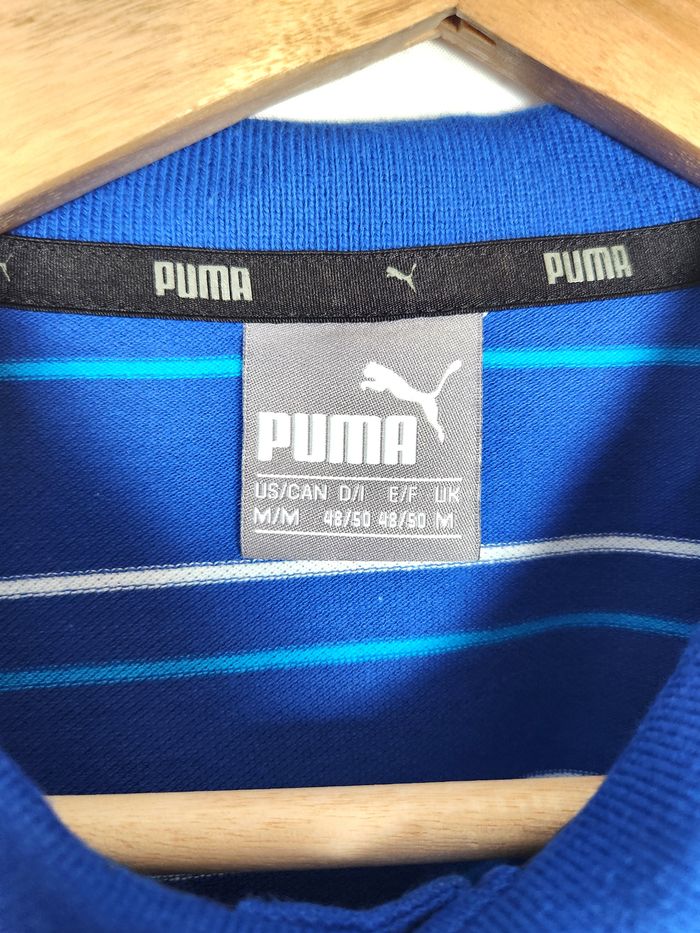 PUMA PUMA
PUMA
US/CAN D/I E/F UK
M/M 48/50 48/50 M